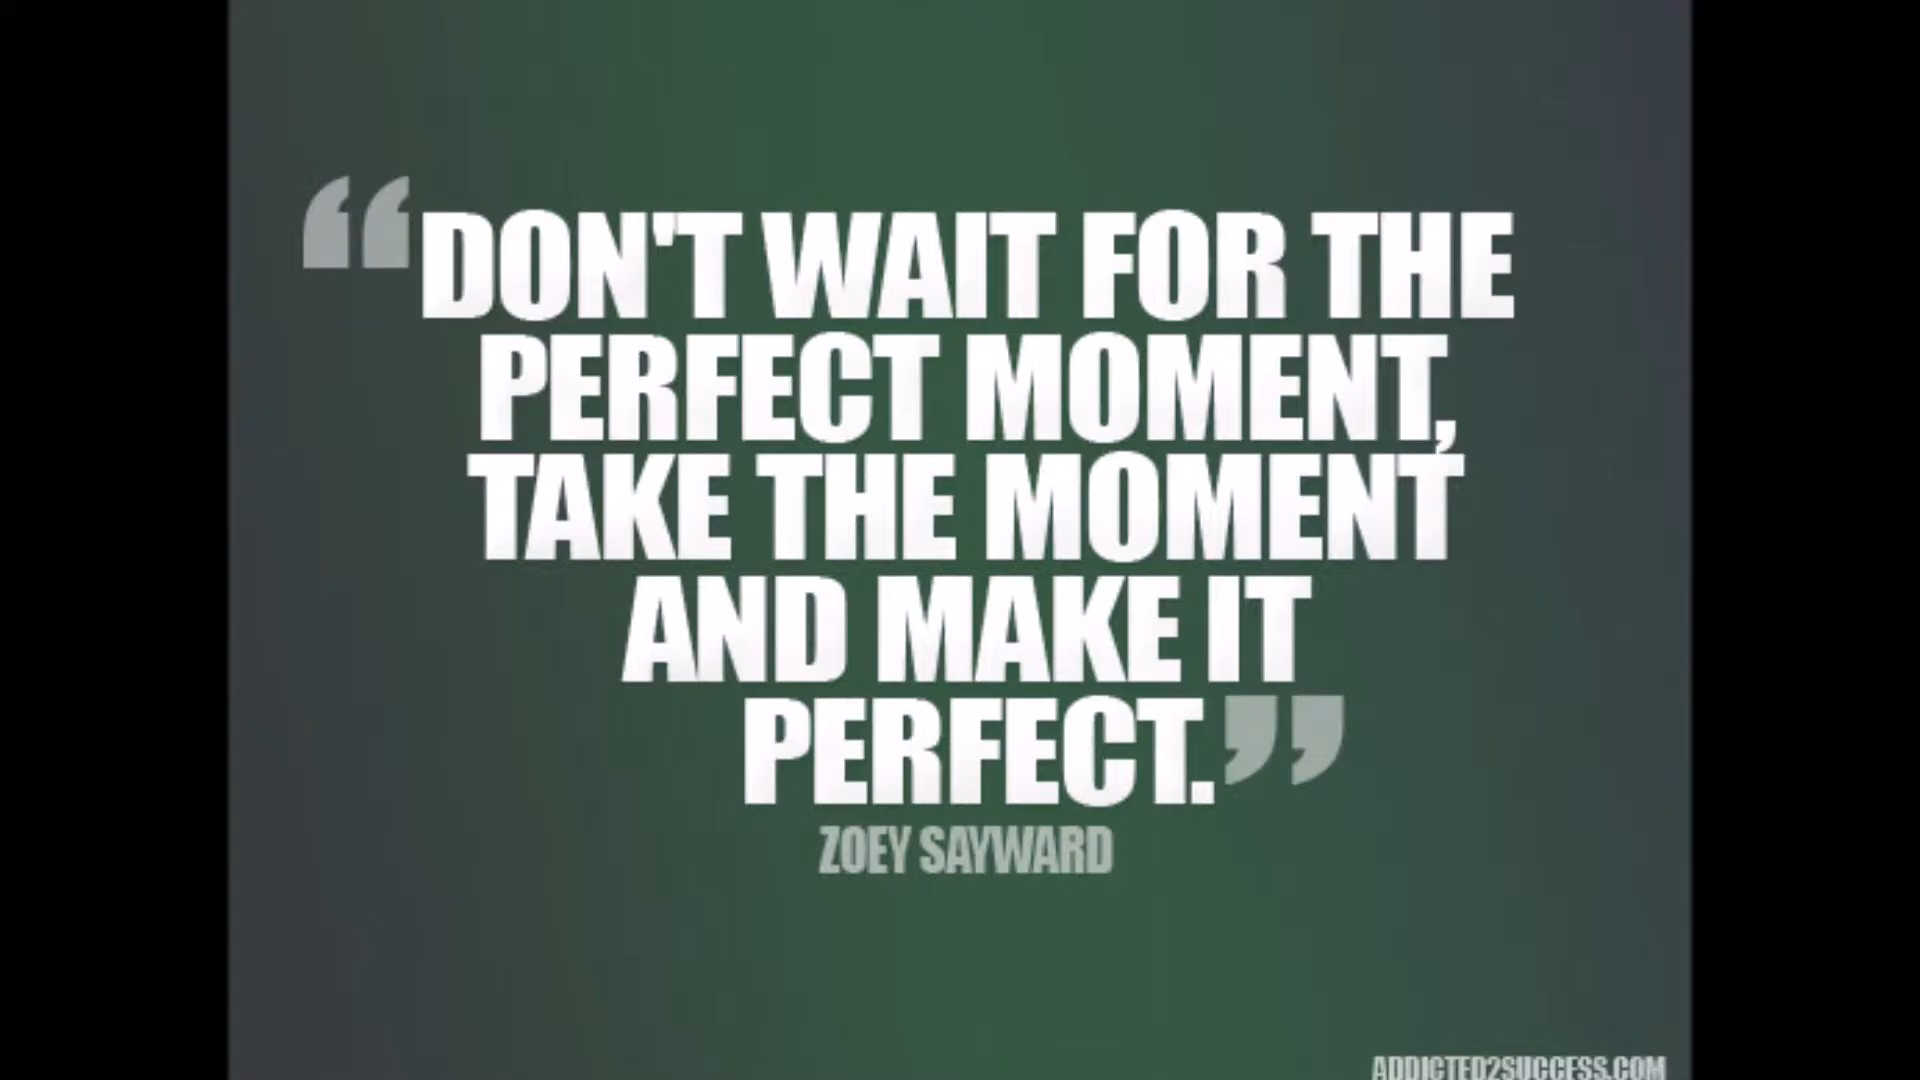 “DON'T WAIT FOR THE
PERFECT MOMENT,
TAKE THE MOMENT
AND MAKE IT
PERFECT.”
ZOEY SAYWARD
ADDICTED2SUCCESS.COM